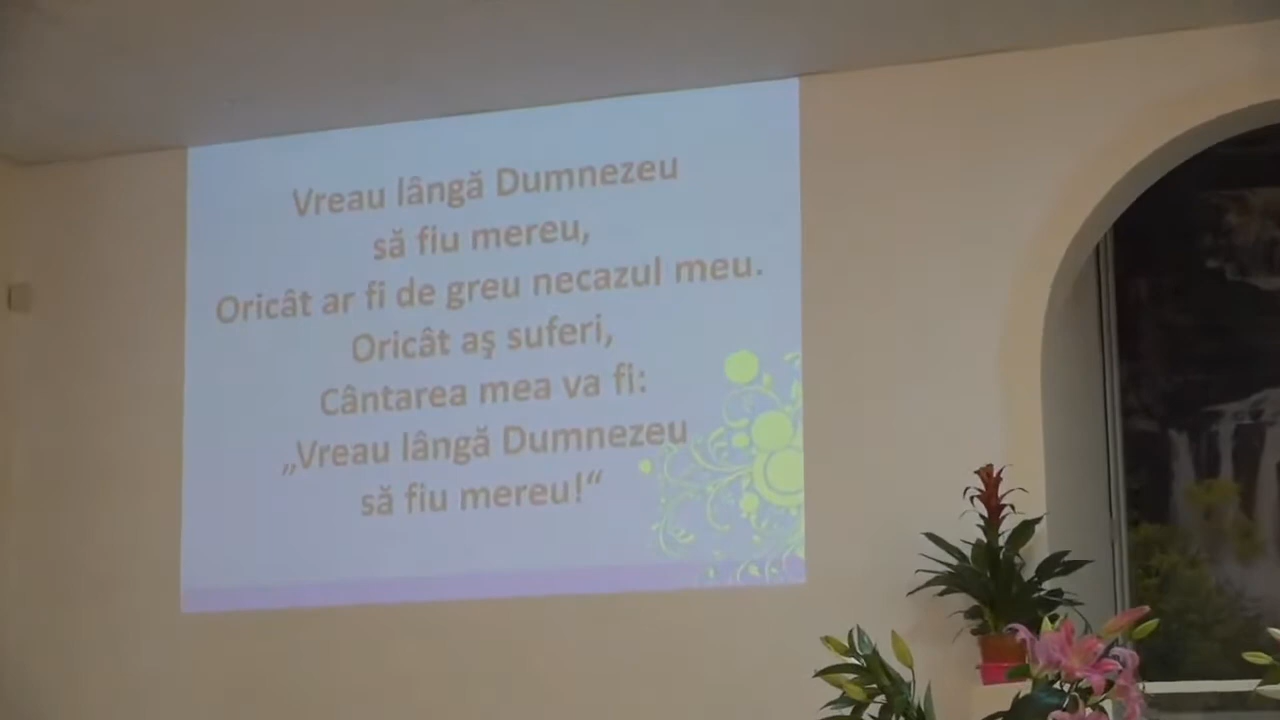 Vreau lângă Dumnezeu
să fiu mereu,
Oricât ar fi de greu necazul meu.
Oricât aş suferi,
Cântarea mea va fi:
„Vreau lângă Dumnezeu
să fiu mereu!“